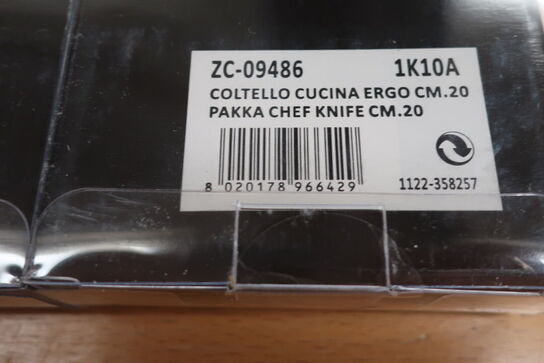 ZC-09486 1K10A
COLTELLO CUCINA ERGO CM.20
PAKKA CHEF KNIFE CM.20
8 020178 966429
1122-358257